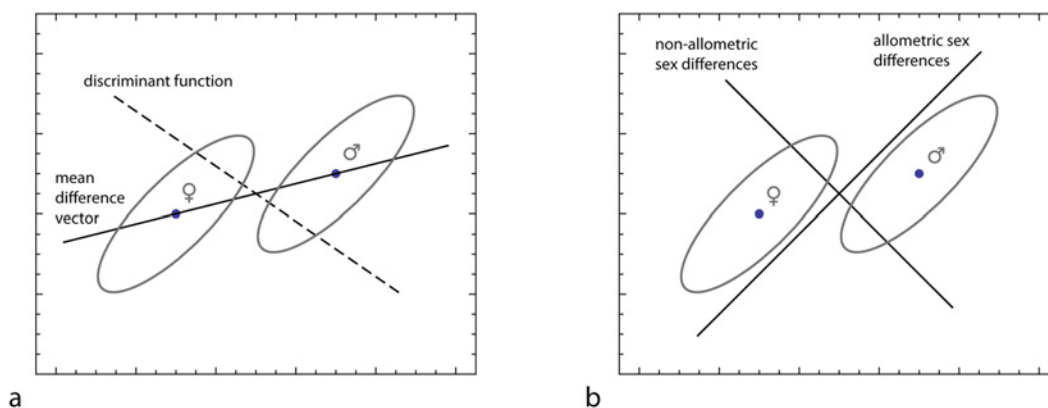 discriminant function
mean
difference
vector
♀
♂
a
non-allometric
sex differences
allometric sex
differences
♀
♂
b